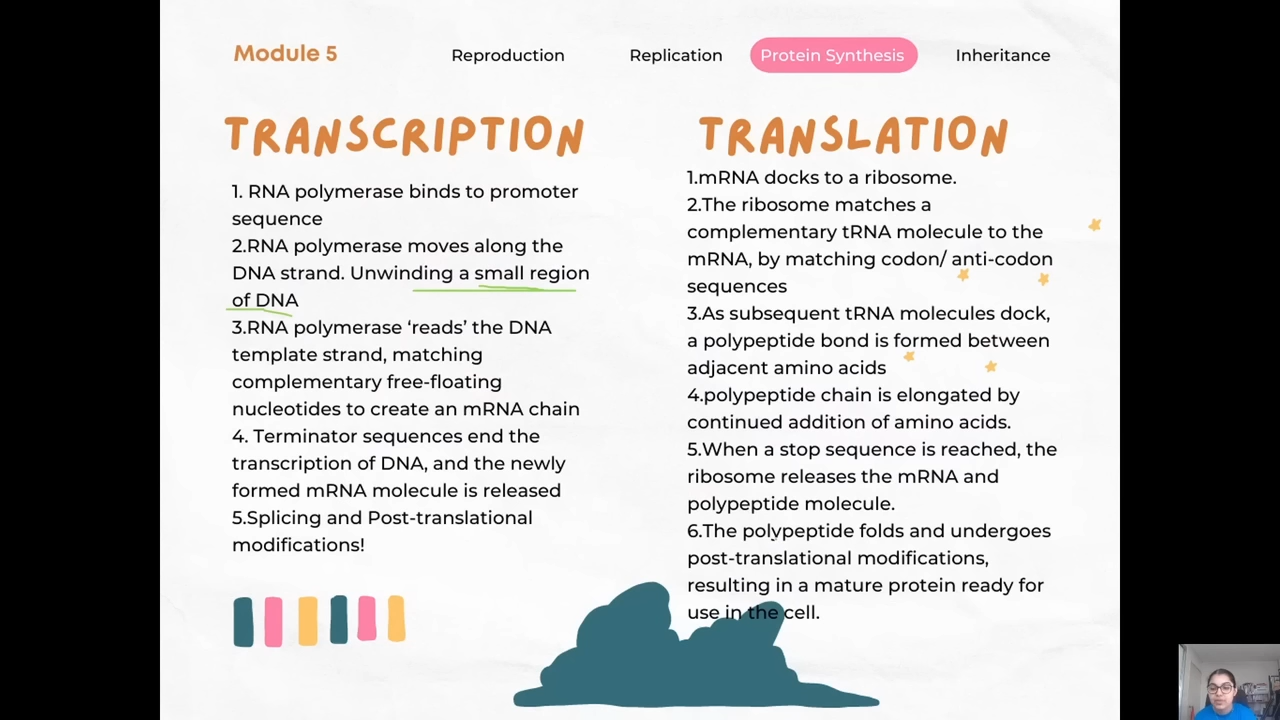 Module 5
Reproduction
Replication
Protein Synthesis
Inheritance
TRANSCRIPTION
1. RNA polymerase binds to promoter
sequence
2.RNA polymerase moves along the
DNA strand. Unwinding a small region
of DNA
3.RNA polymerase ‘reads’ the DNA
template strand, matching
complementary free-floating
nucleotides to create an mRNA chain
4. Terminator sequences end the
transcription of DNA, and the newly
formed mRNA molecule is released
5.Splicing and Post-translational
modifications!
TRANSLATION
1.mRNA docks to a ribosome.
2.The ribosome matches a
complementary tRNA molecule to the
mRNA, by matching codon/ anti-codon
sequences
3.As subsequent tRNA molecules dock,
a polypeptide bond is formed between
adjacent amino acids
4.polypeptide chain is elongated by
continued addition of amino acids.
5.When a stop sequence is reached, the
ribosome releases the mRNA and
polypeptide molecule.
6.The polypeptide folds and undergoes
post-translational modifications,
resulting in a mature protein ready for
use in the cell.